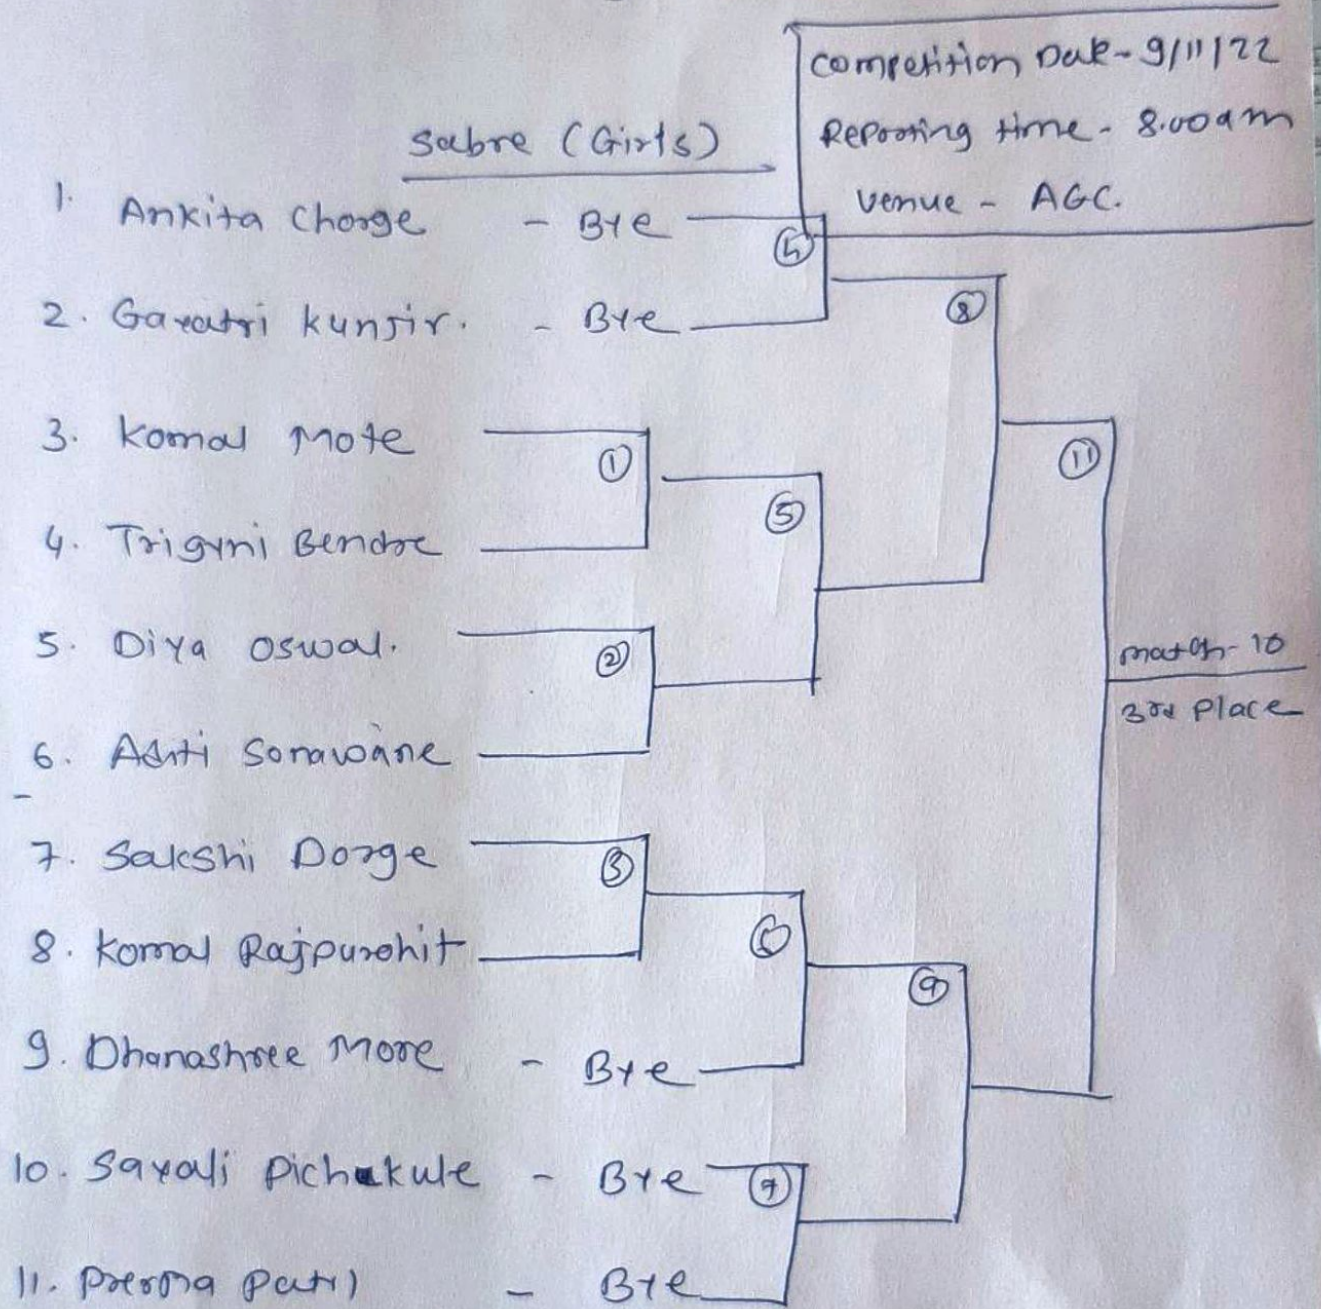 Competition Date - 9/11/22
Reporting time - 8.00am
Venue - AGC.
Sabre (Girls)
1. Ankita Chorge - Bye
4
2. Gayatri Kunjir. - Bye
8
3. Komal Mote
1
11
5
4. Trigyni Bendre
5. Diya Oswal.
2
match - 10
3rd Place
6. Aditi Sonawane
7. Sakshi Dorge
3
8. Komal Rajpurohit
6
9
9. Dhanashree More - Bye
10. Sayali Pichakule - Bye
7
11. Prerna Patil - Bye